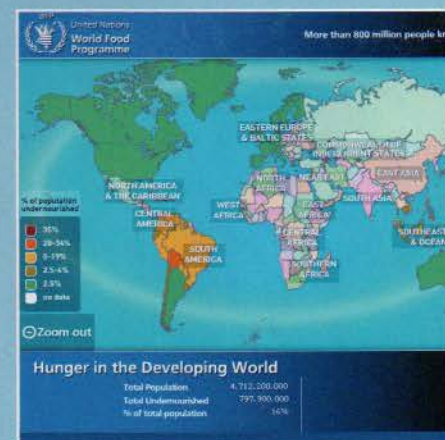 WFP
United Nations
World Food
Programme
More than 800 million people kn
EASTERN EUROPE
& BALTIC STATES
COMMONWEALTH OF
INDEPENDENT STATES
NORTH AMERICA
& THE CARIBBEAN
NORTH
AFRICA
NEAR EAST
EAST ASIA
CENTRAL
AMERICA
WEST
AFRICA
EAST
AFRICA
SOUTH ASIA
SOUTH
AMERICA
CENTRAL
AFRICA
SOUTHEAST
& OCEAN
SOUTHERN
AFRICA
% of population
undernourished
35%
20-34%
5-19%
2.5-4%
2.5%
no data
Zoom out
Hunger in the Developing World
Total Population 4,712,200,000
Total Undernourished 797,900,000
% of total population 16%